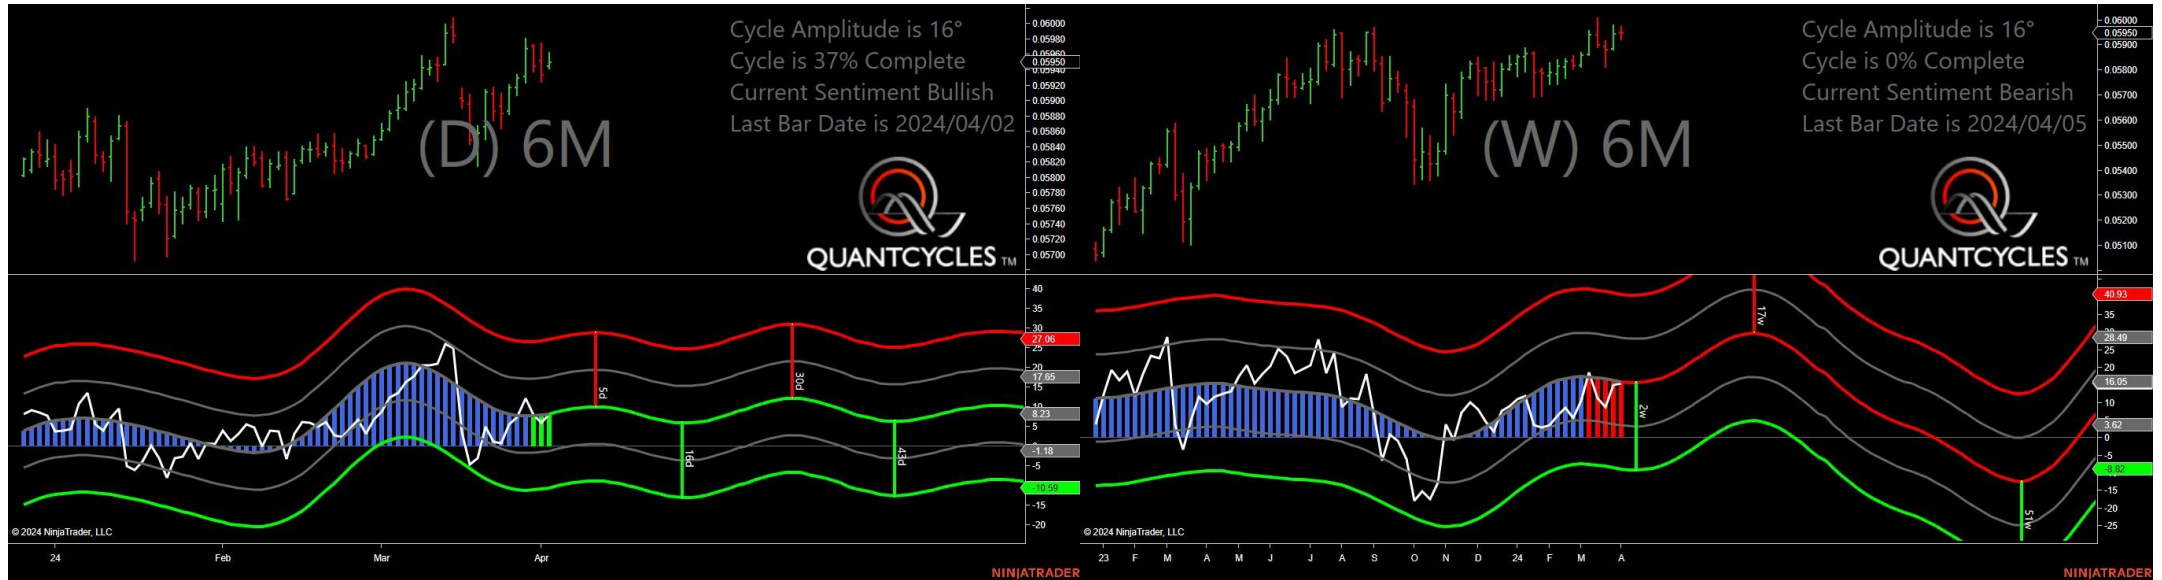 Cycle Amplitude is 16°
Cycle is 37% Complete
Current Sentiment Bullish
Last Bar Date is 2024/04/02
(D) 6M
QUANTCYCLES TM
0.06000
0.05980
0.05960
0.05950
0.05940
0.05920
0.05900
0.05880
0.05860
0.05840
0.05820
0.05800
0.05780
0.05760
0.05740
0.05720
0.05700
40
35
30
27.06
25
20
17.65
15
10
8.23
5
0
-1.18
-5
-10.59
-15
-20
5d
16d
30d
43d
© 2024 NinjaTrader, LLC
24 Feb Mar Apr
NINJATRADER
Cycle Amplitude is 16°
Cycle is 0% Complete
Current Sentiment Bearish
Last Bar Date is 2024/04/05
(W) 6M
QUANTCYCLES TM
0.06000
0.05950
0.05900
0.05800
0.05700
0.05600
0.05500
0.05400
0.05300
0.05200
0.05100
40.93
35
28.49
25
20
16.05
10
5
3.62
0
-5
-8.82
-15
-20
-25
2w
17w
51w
© 2024 NinjaTrader, LLC
23 F M A M J J A S O N D 24 F M A
NINJATRADER